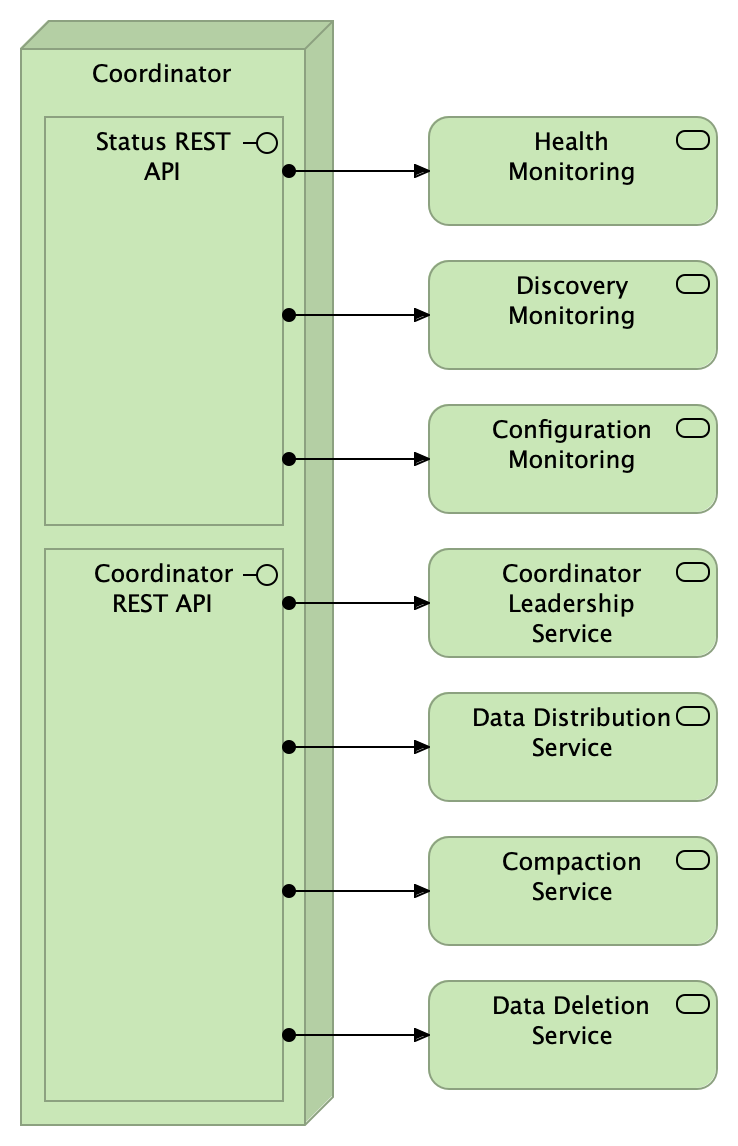 Coordinator
Status REST
API
Health
Monitoring
Discovery
Monitoring
Configuration
Monitoring
Coordinator
REST API
Coordinator
Leadership
Service
Data Distribution
Service
Compaction
Service
Data Deletion
Service